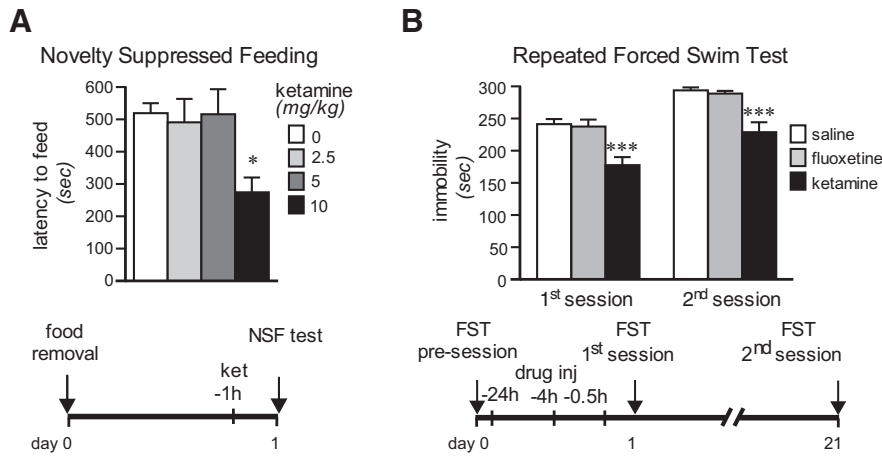 A
Novelty Suppressed Feeding
600
500
400
300
200
100
0
latency to feed
(sec)
*
ketamine
(mg/kg)
0
2.5
5
10
food
removal
NSF test
ket
-1h
day 0
1
B
Repeated Forced Swim Test
300
250
200
150
100
50
0
immobility
(sec)
***
***
saline
fluoxetine
ketamine
1st session
2nd session
FST
pre-session
FST
1st session
FST
2nd session
drug inj
-24h
-4h
-0.5h
day 0
1
21